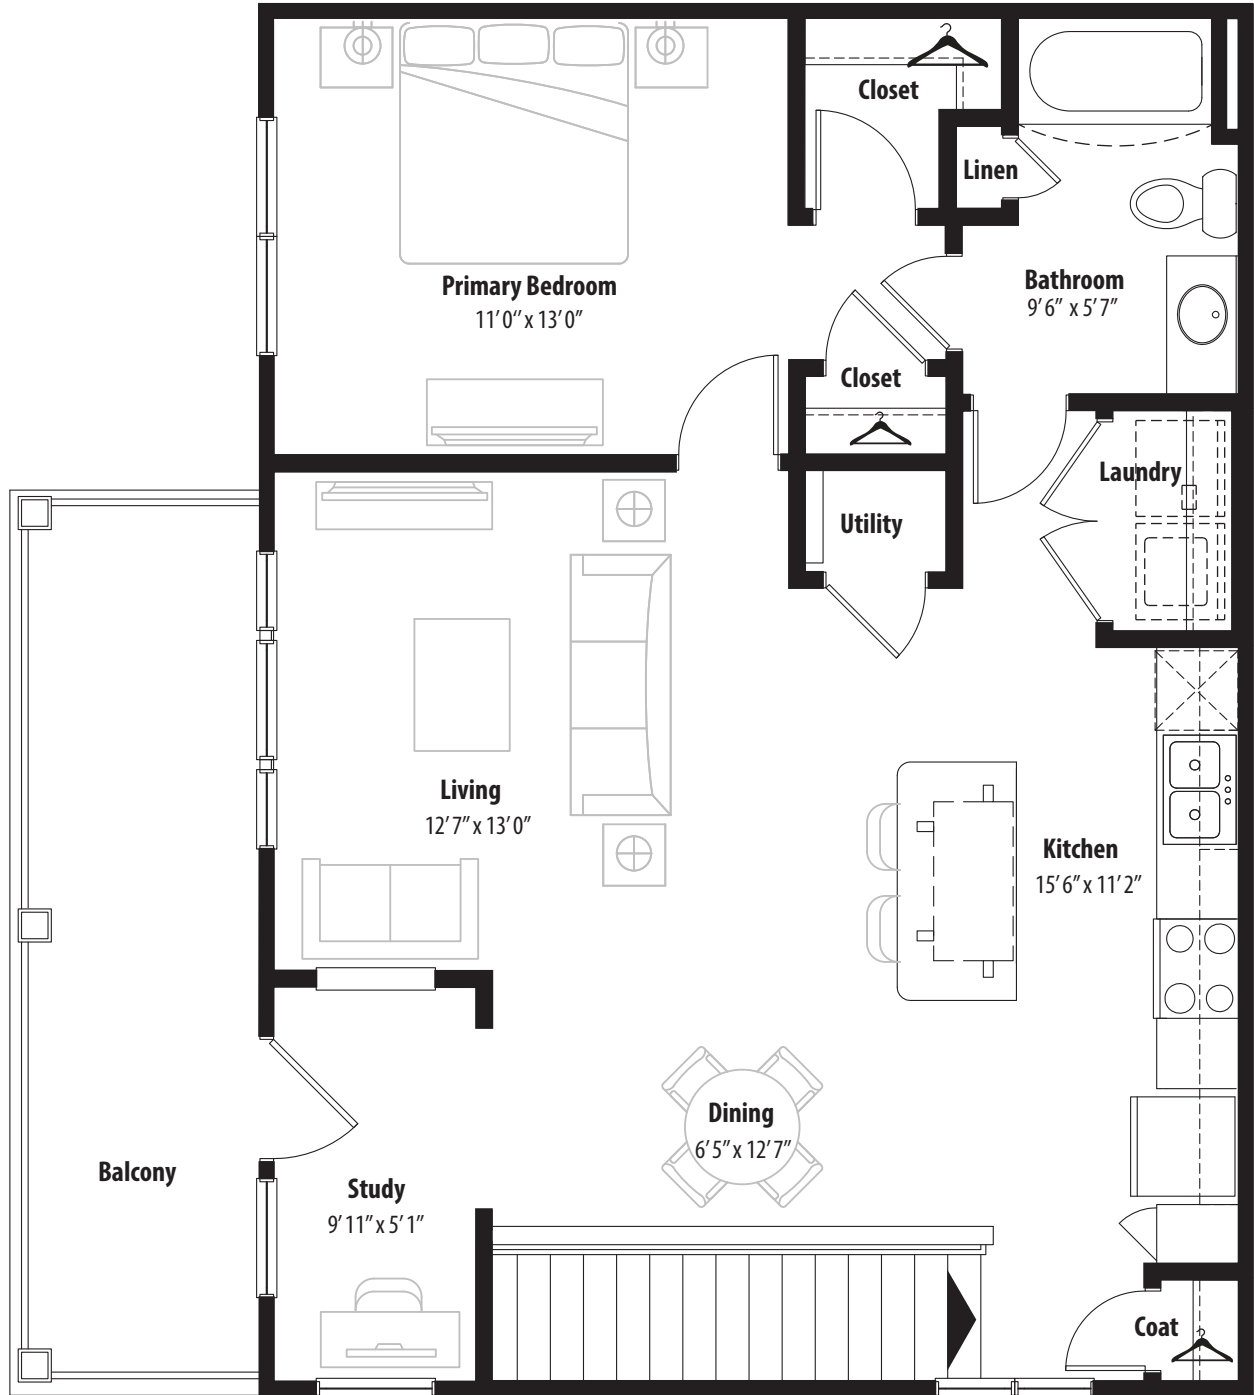 Closet
Linen
Primary Bedroom
11’0” x 13’0”
Bathroom
9’6” x 5’7”
Closet
Laundry
Utility
Living
12’7” x 13’0”
Kitchen
15’6” x 11’2”
Dining
6’5” x 12’7”
Balcony
Study
9’11” x 5’1”
Coat